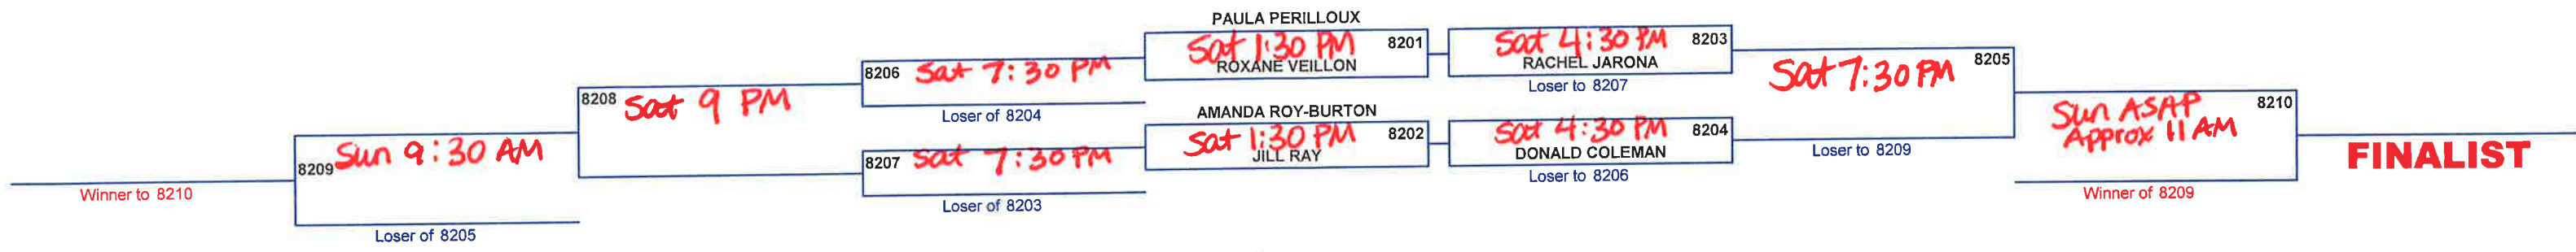 PAULA PERILLOUX
Sat 1:30 PM 8201
ROXANE VEILLON
Sat 4:30 PM 8203
RACHEL JARONA
Loser to 8207
8206 Sat 7:30 PM
Loser of 8204
8208 Sat 9 PM
Sat 7:30 PM 8205
AMANDA ROY-BURTON
Sat 1:30 PM 8202
JILL RAY
Sat 4:30 PM 8204
DONALD COLEMAN
Loser to 8206
Loser to 8209
8207 Sat 7:30 PM
Loser of 8203
8209 Sun 9:30 AM
Winner to 8210
Loser of 8205
Sun ASAP 8210
Approx 11 AM
Winner of 8209
FINALIST